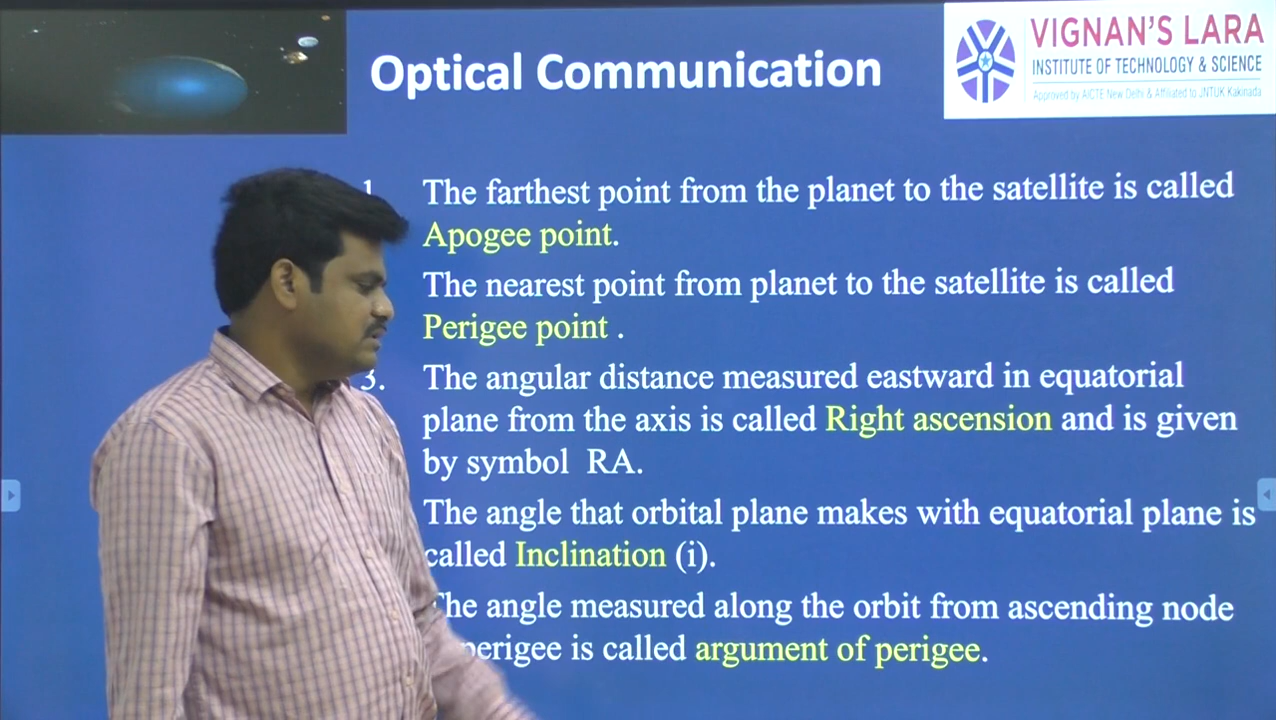 Optical Communication
VIGNAN'S LARA
INSTITUTE OF TECHNOLOGY & SCIENCE
Approved by AICTE New Delhi & Affiliated to JNTUK Kakinada
1. The farthest point from the planet to the satellite is called
Apogee point.
The nearest point from planet to the satellite is called
Perigee point .
3. The angular distance measured eastward in equatorial
plane from the axis is called Right ascension and is given
by symbol RA.
The angle that orbital plane makes with equatorial plane is
called Inclination (i).
The angle measured along the orbit from ascending node
perigee is called argument of perigee.